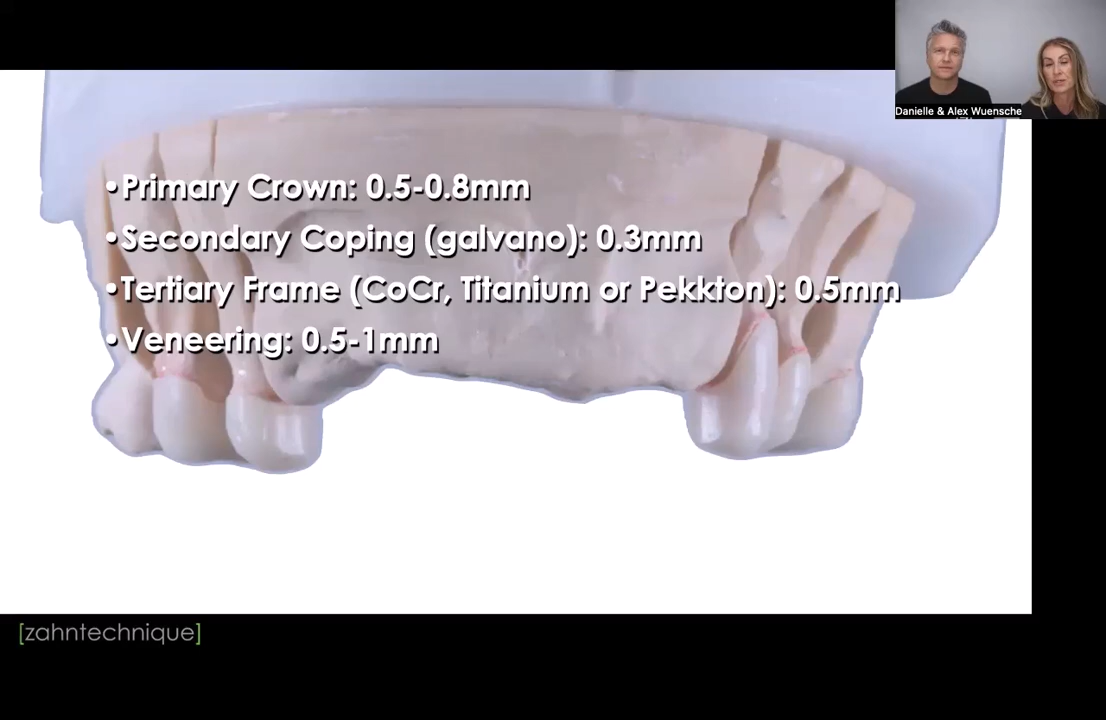 Danielle & Alex Wuensche
•Primary Crown: 0.5-0.8mm
•Secondary Coping (galvano): 0.3mm
•Tertiary Frame (CoCr, Titanium or Pekkton): 0.5mm
•Veneering: 0.5-1mm
[zahntechnique]